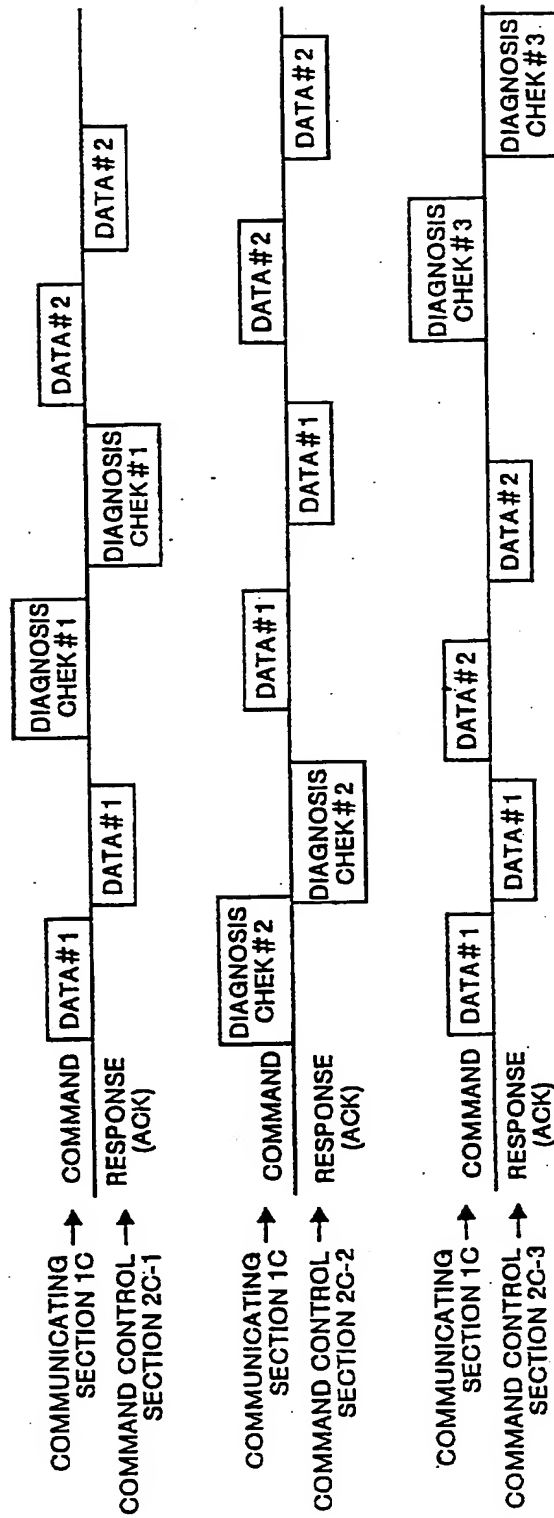 COMMUNICATING
SECTION 1C
COMMAND
DATA#1
DIAGNOSIS
CHEK#1
DATA#2
COMMAND CONTROL
SECTION 2C-1
RESPONSE
(ACK)
DATA#1
DIAGNOSIS
CHEK#1
DATA#2
COMMUNICATING
SECTION 1C
COMMAND
DIAGNOSIS
CHEK#2
DATA#1
DATA#2
COMMAND CONTROL
SECTION 2C-2
RESPONSE
(ACK)
DIAGNOSIS
CHEK#2
DATA#1
DATA#2
COMMUNICATING
SECTION 1C
COMMAND
DATA#1
DATA#2
DIAGNOSIS
CHEK#3
COMMAND CONTROL
SECTION 2C-3
RESPONSE
(ACK)
DATA#1
DATA#2
DIAGNOSIS
CHEK#3